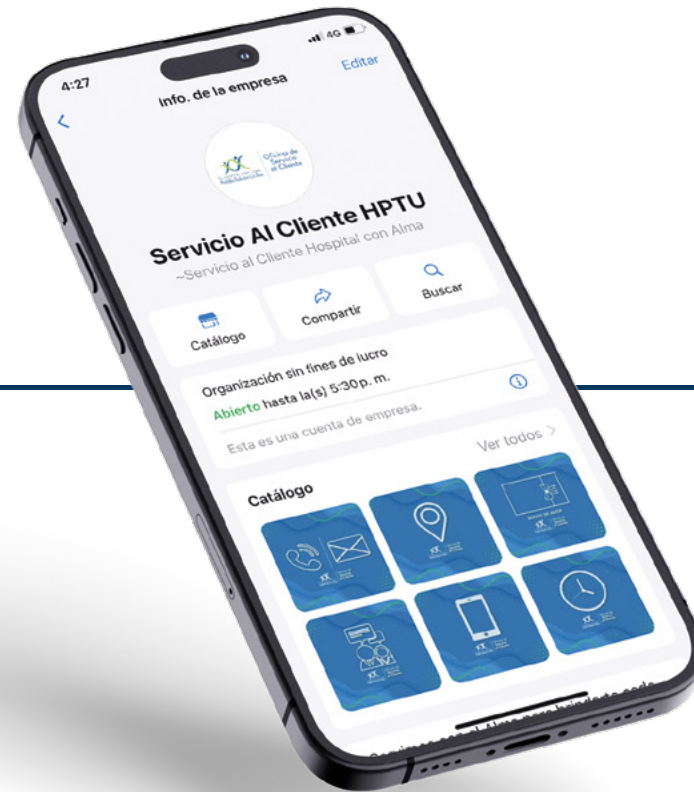 4:27
4G
Info. de la empresa
Editar
Oficina de
Servicio
al Cliente
Servicio Al Cliente HPTU
~Servicio al Cliente Hospital con Alma
Catálogo
Compartir
Buscar
Organización sin fines de lucro
Abierto hasta la(s) 5:30 p. m.
Esta es una cuenta de empresa.
Catálogo
Ver todos